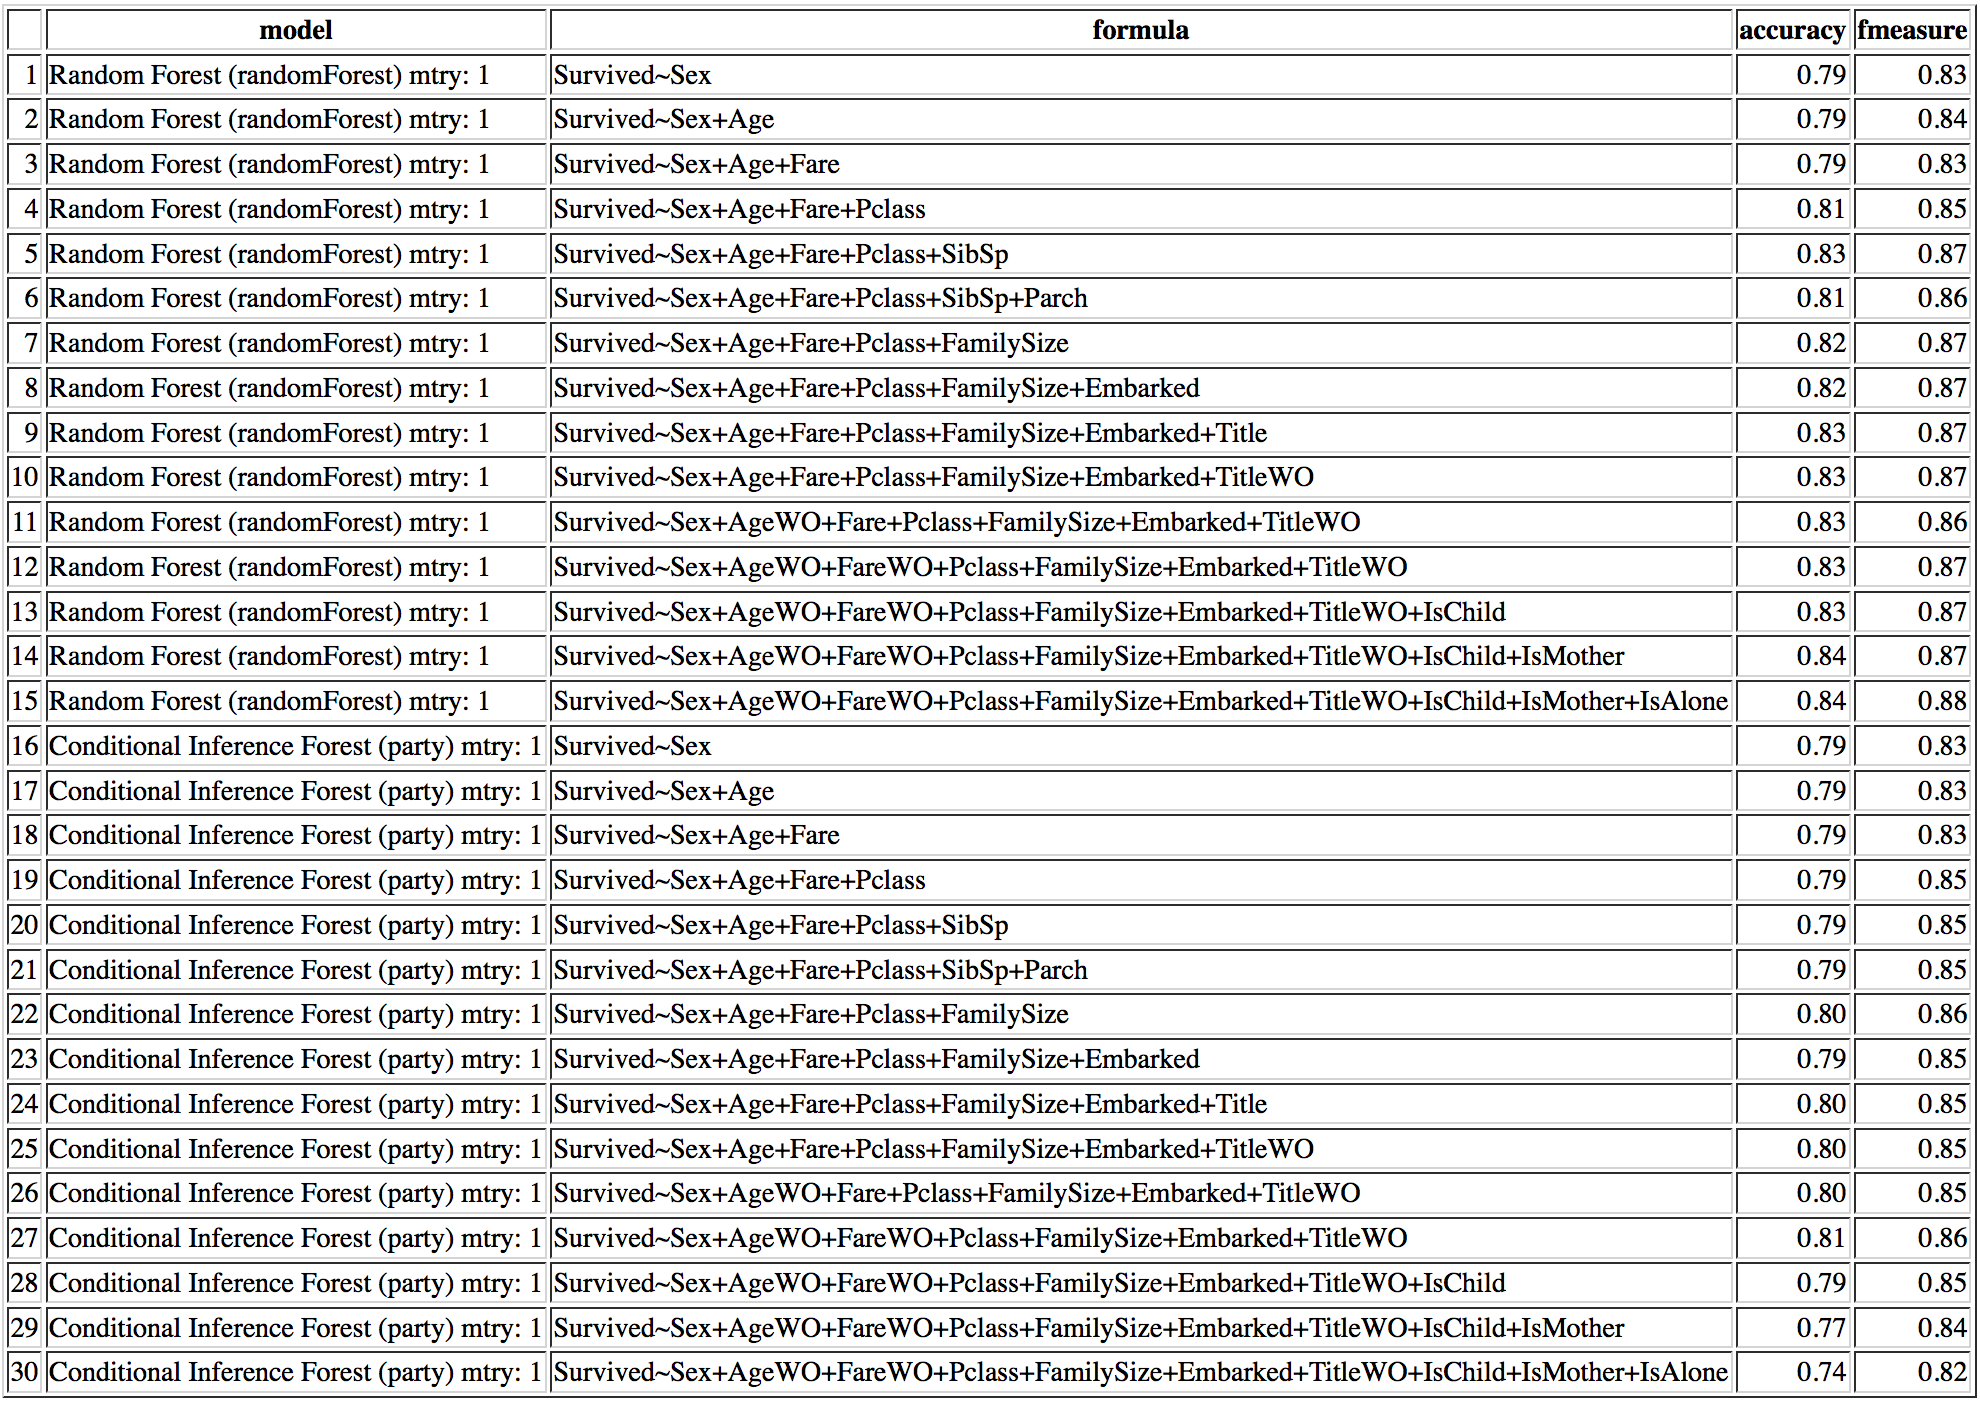 model formula accuracy fmeasure
1 Random Forest (randomForest) mtry: 1 Survived~Sex 0.79 0.83
2 Random Forest (randomForest) mtry: 1 Survived~Sex+Age 0.79 0.84
3 Random Forest (randomForest) mtry: 1 Survived~Sex+Age+Fare 0.79 0.83
4 Random Forest (randomForest) mtry: 1 Survived~Sex+Age+Fare+Pclass 0.81 0.85
5 Random Forest (randomForest) mtry: 1 Survived~Sex+Age+Fare+Pclass+SibSp 0.83 0.87
6 Random Forest (randomForest) mtry: 1 Survived~Sex+Age+Fare+Pclass+SibSp+Parch 0.81 0.86
7 Random Forest (randomForest) mtry: 1 Survived~Sex+Age+Fare+Pclass+FamilySize 0.82 0.87
8 Random Forest (randomForest) mtry: 1 Survived~Sex+Age+Fare+Pclass+FamilySize+Embarked 0.82 0.87
9 Random Forest (randomForest) mtry: 1 Survived~Sex+Age+Fare+Pclass+FamilySize+Embarked+Title 0.83 0.87
10 Random Forest (randomForest) mtry: 1 Survived~Sex+Age+Fare+Pclass+FamilySize+Embarked+TitleWO 0.83 0.87
11 Random Forest (randomForest) mtry: 1 Survived~Sex+AgeWO+Fare+Pclass+FamilySize+Embarked+TitleWO 0.83 0.86
12 Random Forest (randomForest) mtry: 1 Survived~Sex+AgeWO+FareWO+Pclass+FamilySize+Embarked+TitleWO 0.83 0.87
13 Random Forest (randomForest) mtry: 1 Survived~Sex+AgeWO+FareWO+Pclass+FamilySize+Embarked+TitleWO+IsChild 0.83 0.87
14 Random Forest (randomForest) mtry: 1 Survived~Sex+AgeWO+FareWO+Pclass+FamilySize+Embarked+TitleWO+IsChild+IsMother 0.84 0.87
15 Random Forest (randomForest) mtry: 1 Survived~Sex+AgeWO+FareWO+Pclass+FamilySize+Embarked+TitleWO+IsChild+IsMother+IsAlone 0.84 0.88
16 Conditional Inference Forest (party) mtry: 1 Survived~Sex 0.79 0.83
17 Conditional Inference Forest (party) mtry: 1 Survived~Sex+Age 0.79 0.83
18 Conditional Inference Forest (party) mtry: 1 Survived~Sex+Age+Fare 0.79 0.83
19 Conditional Inference Forest (party) mtry: 1 Survived~Sex+Age+Fare+Pclass 0.79 0.85
20 Conditional Inference Forest (party) mtry: 1 Survived~Sex+Age+Fare+Pclass+SibSp 0.79 0.85
21 Conditional Inference Forest (party) mtry: 1 Survived~Sex+Age+Fare+Pclass+SibSp+Parch 0.79 0.85
22 Conditional Inference Forest (party) mtry: 1 Survived~Sex+Age+Fare+Pclass+FamilySize 0.80 0.86
23 Conditional Inference Forest (party) mtry: 1 Survived~Sex+Age+Fare+Pclass+FamilySize+Embarked 0.79 0.85
24 Conditional Inference Forest (party) mtry: 1 Survived~Sex+Age+Fare+Pclass+FamilySize+Embarked+Title 0.80 0.85
25 Conditional Inference Forest (party) mtry: 1 Survived~Sex+Age+Fare+Pclass+FamilySize+Embarked+TitleWO 0.80 0.85
26 Conditional Inference Forest (party) mtry: 1 Survived~Sex+AgeWO+Fare+Pclass+FamilySize+Embarked+TitleWO 0.80 0.85
27 Conditional Inference Forest (party) mtry: 1 Survived~Sex+AgeWO+FareWO+Pclass+FamilySize+Embarked+TitleWO 0.81 0.86
28 Conditional Inference Forest (party) mtry: 1 Survived~Sex+AgeWO+FareWO+Pclass+FamilySize+Embarked+TitleWO+IsChild 0.79 0.85
29 Conditional Inference Forest (party) mtry: 1 Survived~Sex+AgeWO+FareWO+Pclass+FamilySize+Embarked+TitleWO+IsChild+IsMother 0.77 0.84
30 Conditional Inference Forest (party) mtry: 1 Survived~Sex+AgeWO+FareWO+Pclass+FamilySize+Embarked+TitleWO+IsChild+IsMother+IsAlone 0.74 0.82